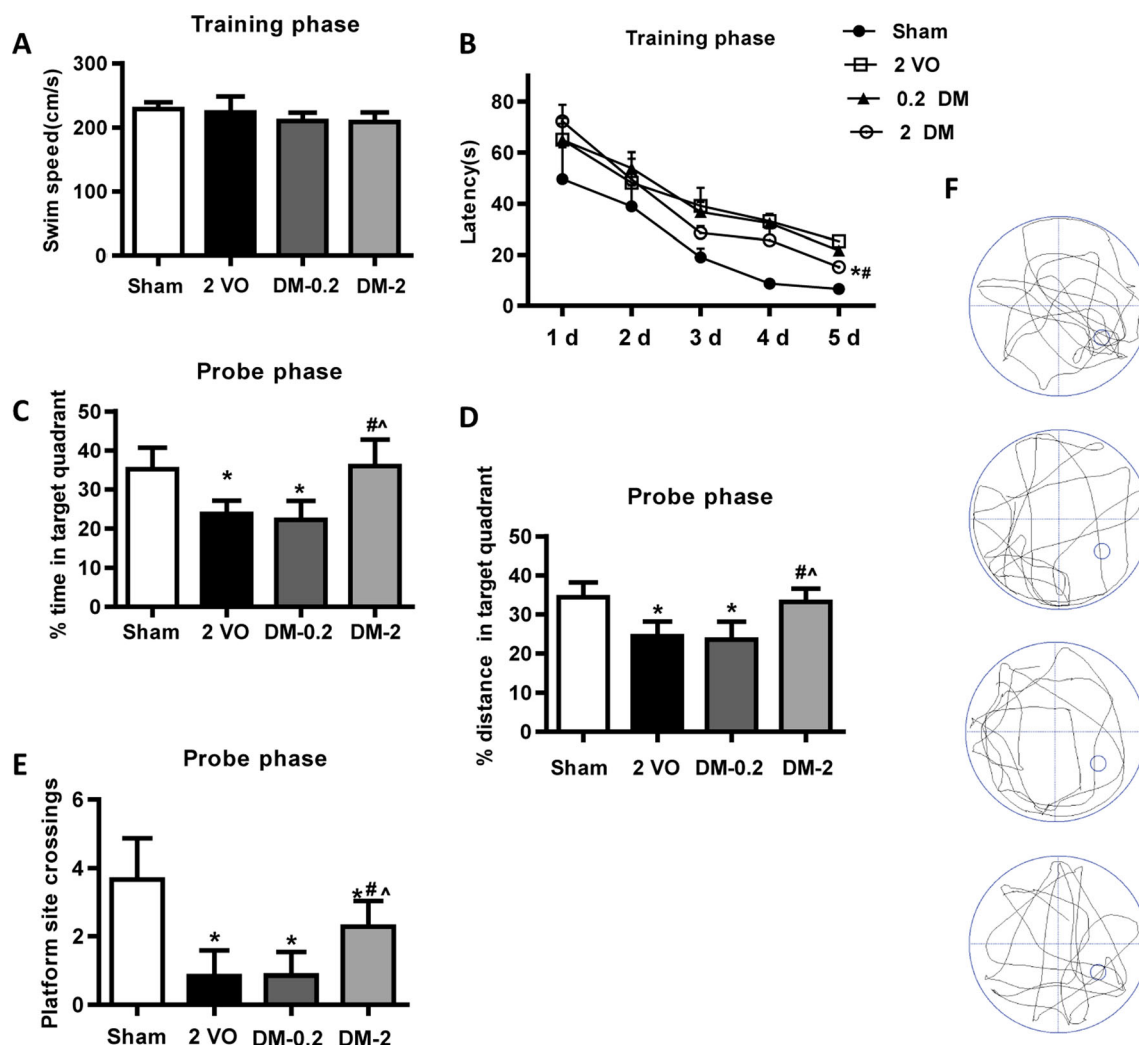 A
Training phase
Swim speed(cm/s)
300
200
100
0
Sham 2 VO DM-0.2 DM-2
B
Training phase
Latency(s)
80
60
40
20
0
1 d 2 d 3 d 4 d 5 d
*#
Sham
2 VO
0.2 DM
2 DM
C
Probe phase
% time in target quadrant
50
40
30
20
10
0
* * #^
Sham 2 VO DM-0.2 DM-2
D
Probe phase
% distance in target quadrant
50
40
30
20
10
0
* * #^
Sham 2 VO DM-0.2 DM-2
E
Probe phase
Platform site crossings
6
4
2
0
* * *#^
Sham 2 VO DM-0.2 DM-2
F